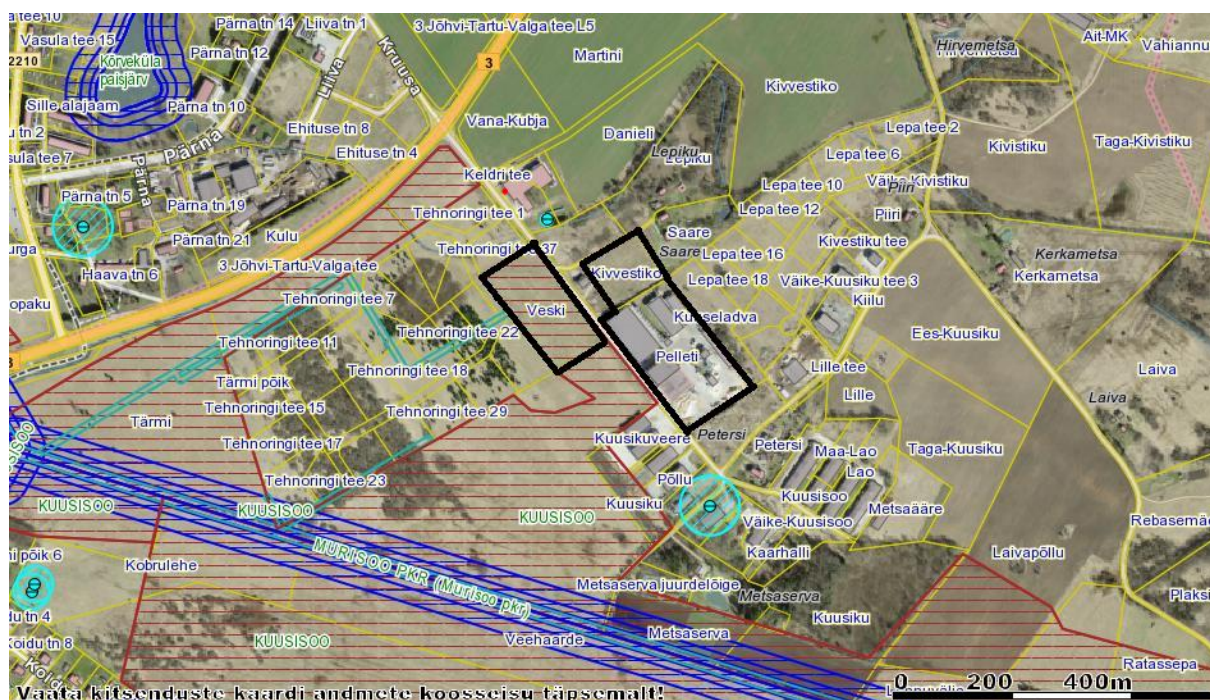 Vasula tee 15
Pärna tn 14
Liiva tn 1
3 Jõhvi-Tartu-Valga tee L5
Martini
Hirvemetsa
Hirvemetsa
Ait-MK
Vahiannu
2210
Kõrveküla paisjärv
Pärna tn 12
Liiva
Kruusa
3
Kivvestiko
Sille alajaam
Pärna tn 10
Ehituse tn 8
Vana-Kubja
Danieli
Lepa tee 2
Kivistiku
Taga-Kivistiku
Pärna
Ehituse tn 4
Lepiku
Lepiku
Lepa tee 6
Pärna
Keldri tee
Lepa tee 10
Väike-Kivistiku
Piiri
Pärna tn 5
Pärna tn 19
Tehnoringi tee 1
Lepa tee 12
Piiri
Pärna tn 21
Kulu
Tehnoringi tee 37
Saare
Saare
Kivestiku tee
Kerkametsa
Kerkametsa
Haava tn 6
3 Jõhvi-Tartu-Valga tee
Kivvestiko
Lepa tee 16
Lepa tee 18
Väike-Kuusiku tee 3
Kiilu
Tehnoringi tee 7
Veski
Kuuseladva
Tehnoringi tee 22
Ees-Kuusiku
Tehnoringi tee 11
Pelleti
Tehnoringi tee 18
Lille tee
Laiva
Tärmi põik
Lille
Laiva
Tehnoringi tee 15
Tehnoringi tee 29
Tärmi
Kuusikuveere
Petersi
Petersi
Maa-Lao
Taga-Kuusiku
Tehnoringi tee 17
Lao
Tehnoringi tee 23
Põllu
Kuusiku
Kuusisoo
Metsaääre
KUUSISOO
KUUSISOO
KUUSISOO
Väike-Kuusisoo
Kobrulehe
MURISOO PKR (Murisoo pkr)
Kaarhalli
Laivapõllu
Metsaserva juurdelõige
Metsaserva
Kuusiku
KUUSISOO
Veehaarde
Metsaserva
Ratassepa
Vaata kitsenduste kaardi andmete koosseisu täpsemalt!
0 200 400m